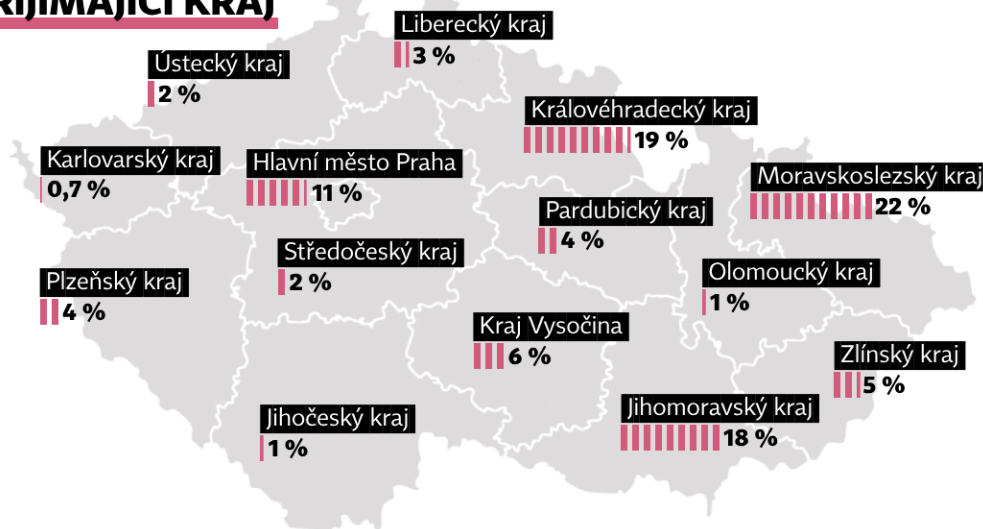 PŘIJÍMAJÍCÍ KRAJ
Liberecký kraj
3 %
Ústecký kraj
2 %
Královéhradecký kraj
19 %
Karlovarský kraj
0,7 %
Hlavní město Praha
11 %
Moravskoslezský kraj
22 %
Pardubický kraj
4 %
Středočeský kraj
2 %
Olomoucký kraj
1 %
Plzeňský kraj
4 %
Kraj Vysočina
6 %
Zlínský kraj
5 %
Jihomoravský kraj
18 %
Jihočeský kraj
1 %